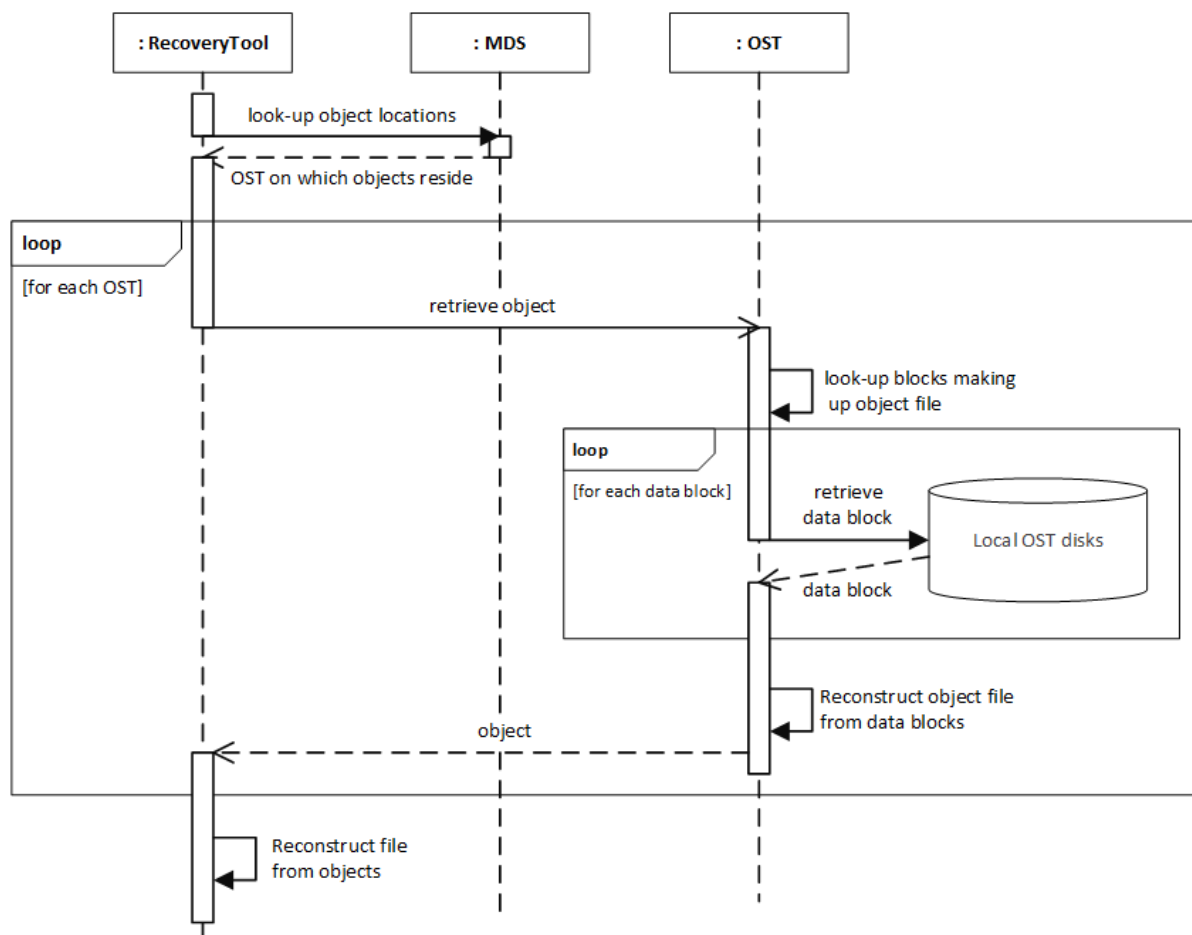 : RecoveryTool
: MDS
: OST
look-up object locations
OST on which objects reside
loop
[for each OST]
retrieve object
look-up blocks making
up object file
loop
[for each data block]
retrieve
data block
Local OST disks
data block
Reconstruct object file
from data blocks
object
Reconstruct file
from objects